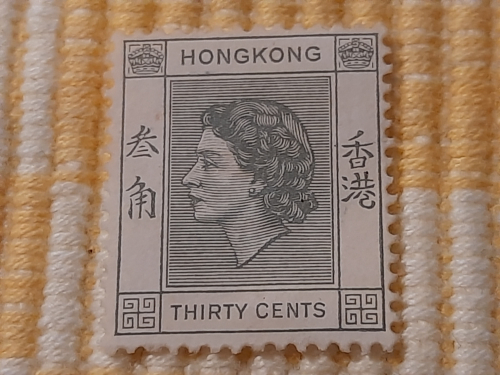 HONGKONG
叁角
香港
THIRTY CENTS